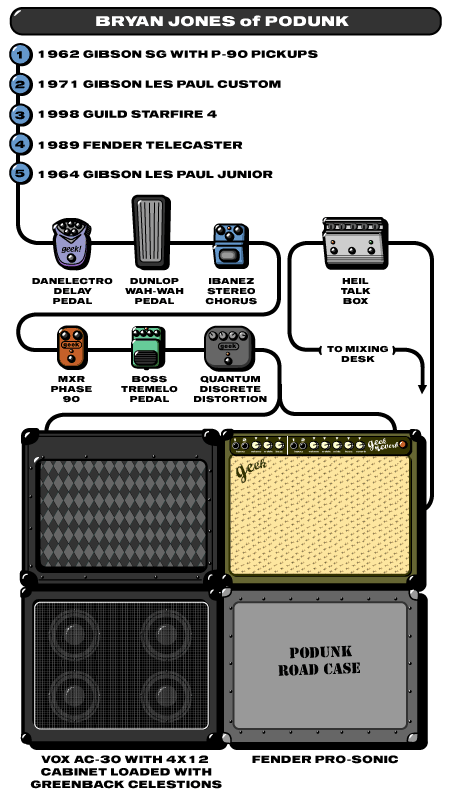 BRYAN JONES of PODUNK
1 1962 GIBSON SG WITH P-90 PICKUPS
2 1971 GIBSON LES PAUL CUSTOM
3 1998 GUILD STARFIRE 4
4 1989 FENDER TELECASTER
5 1964 GIBSON LES PAUL JUNIOR
geek!
DANELECTRO
DELAY
PEDAL
DUNLOP
WAH-WAH
PEDAL
IBANEZ
STEREO
CHORUS
HEIL
TALK
BOX
geek
geek
MXR
PHASE
90
BOSS
TREMELO
PEDAL
QUANTUM
DISCRETE
DISTORTION
( TO MIXING )
DESK
geek
reverb
geek
PODUNK
ROAD CASE
VOX AC-30 WITH 4X12
CABINET LOADED WITH
GREENBACK CELESTIONS
FENDER PRO-SONIC